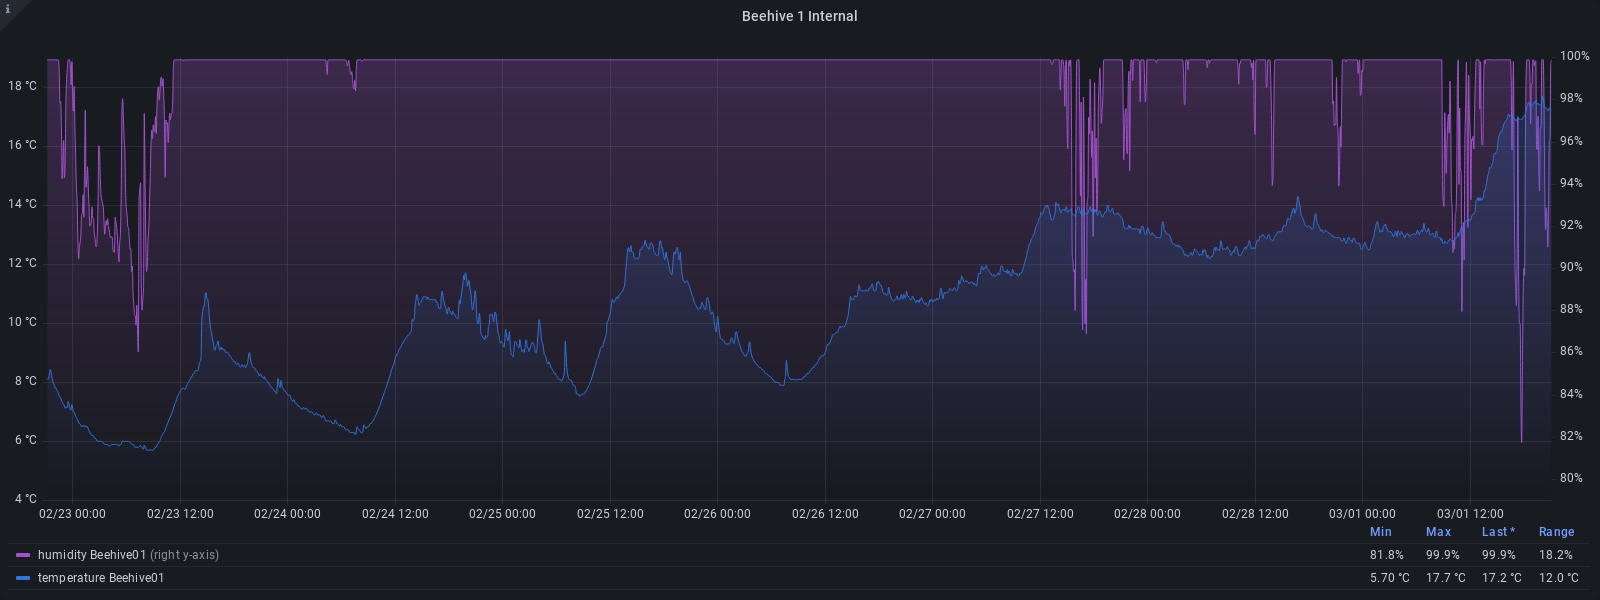 i
Beehive 1 Internal
18 °C
16 °C
14 °C
12 °C
10 °C
8 °C
6 °C
4 °C
100%
98%
96%
94%
92%
90%
88%
86%
84%
82%
80%
02/23 00:00 02/23 12:00 02/24 00:00 02/24 12:00 02/25 00:00 02/25 12:00 02/26 00:00 02/26 12:00 02/27 00:00 02/27 12:00 02/28 00:00 02/28 12:00 03/01 00:00 03/01 12:00
Min Max Last * Range
humidity Beehive01 (right y-axis) 81.8% 99.9% 99.9% 18.2%
temperature Beehive01 5.70 °C 17.7 °C 17.2 °C 12.0 °C